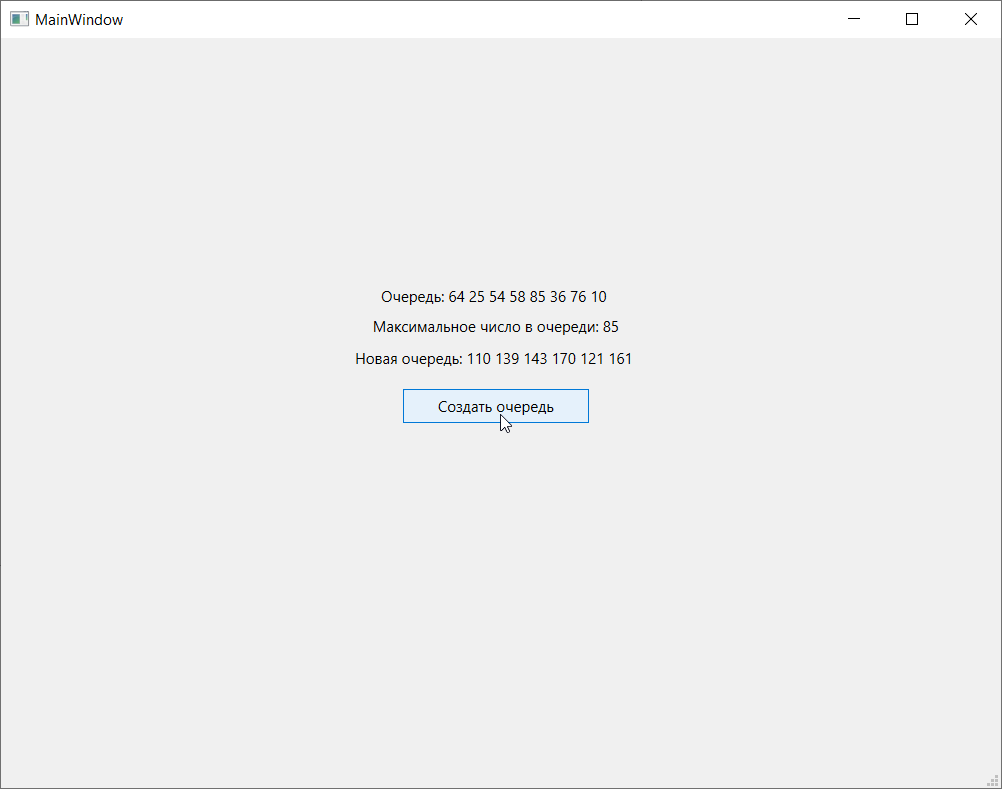 MainWindow
Очередь: 64 25 54 58 85 36 76 10
Максимальное число в очереди: 85
Новая очередь: 110 139 143 170 121 161
Создать очередь